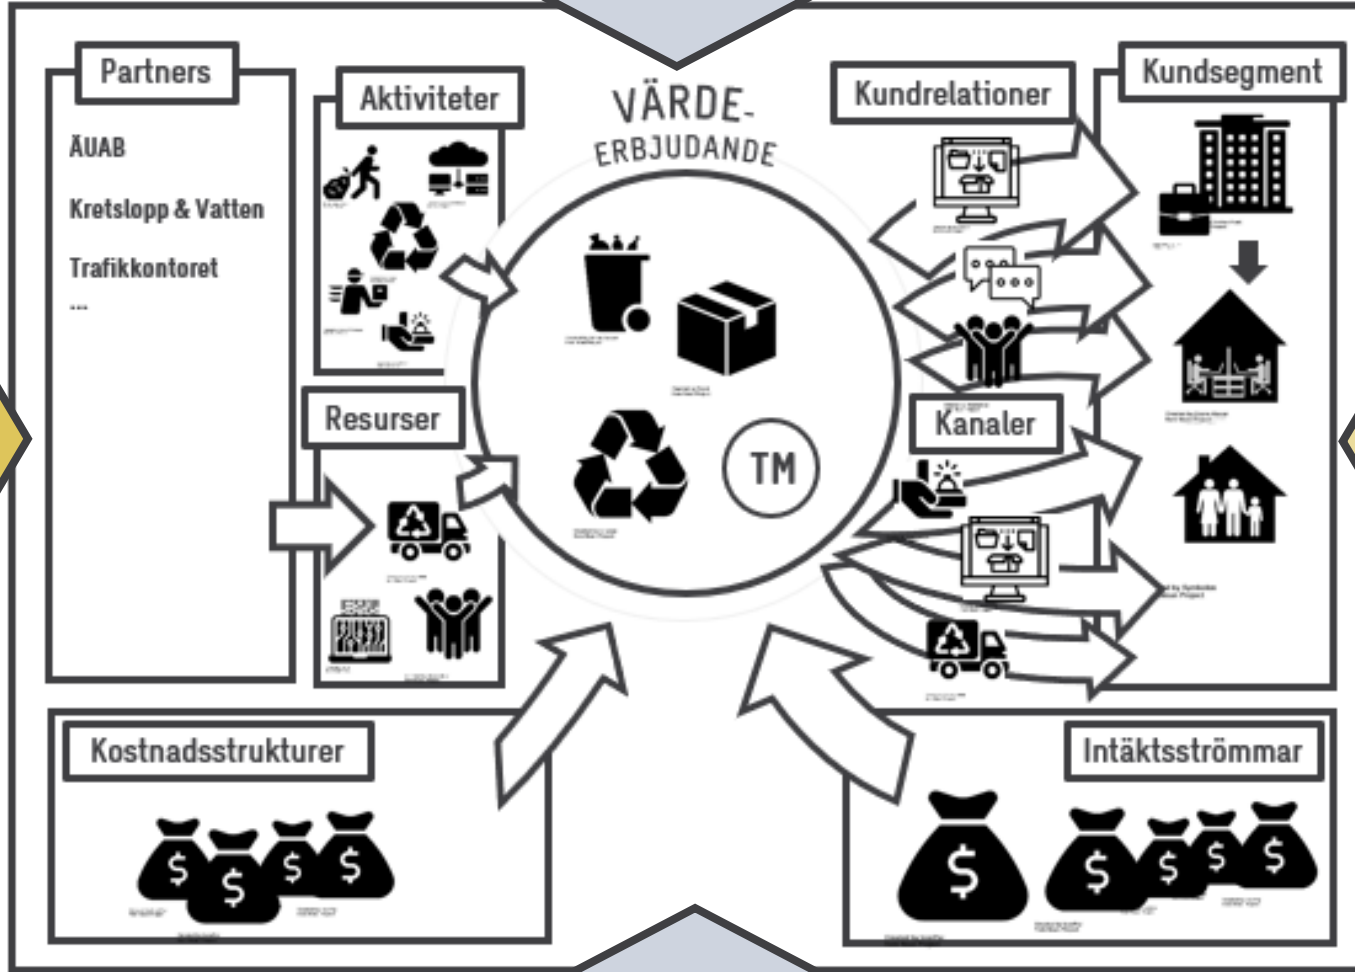 Partners
ÄUAB
Kretslopp & Vatten
Trafikkontoret
...
Aktiviteter
Resurser
VÄRDE-
ERBJUDANDE
TM
Kundrelationer
Kanaler
Kundsegment
Kostnadsstrukturer
$
$
$
$
Intäktsströmmar
$
$
$
$
$